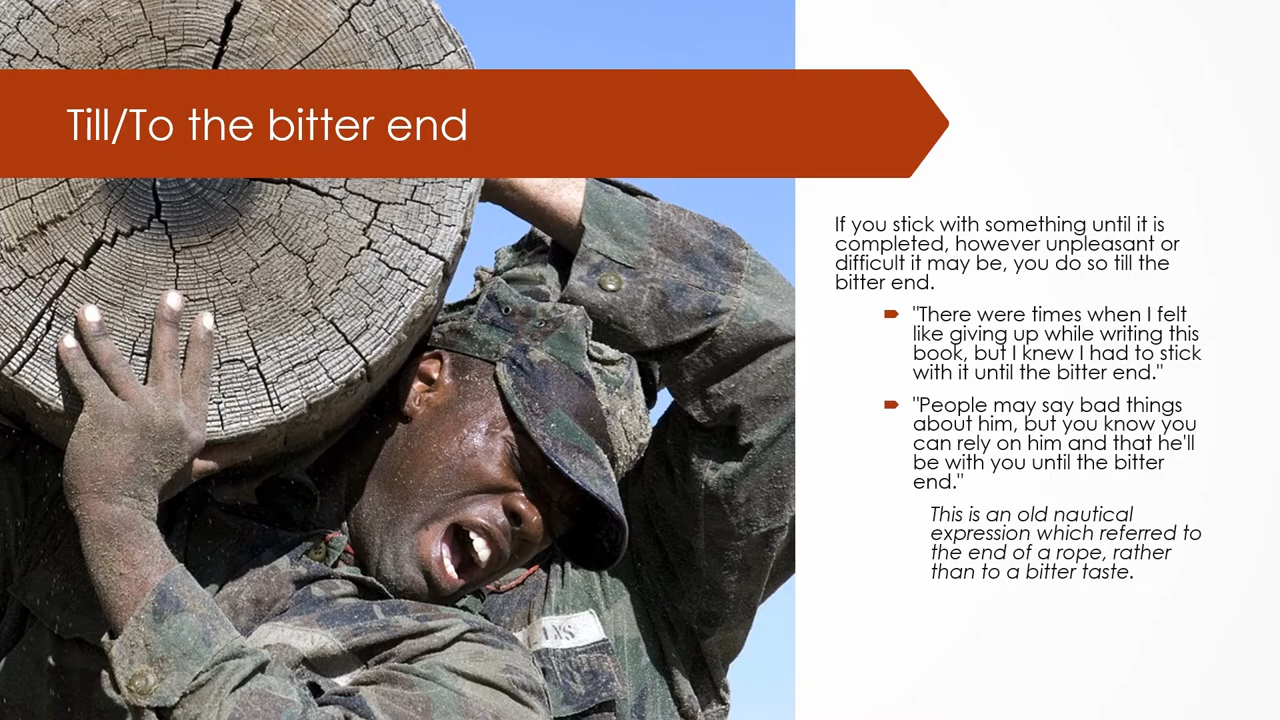 Till/To the bitter end
If you stick with something until it is
completed, however unpleasant or
difficult it may be, you do so till the
bitter end.
"There were times when I felt
like giving up while writing this
book, but I knew I had to stick
with it until the bitter end."
"People may say bad things
about him, but you know you
can rely on him and that he'll
be with you until the bitter
end."
This is an old nautical
expression which referred to
the end of a rope, rather
than to a bitter taste.